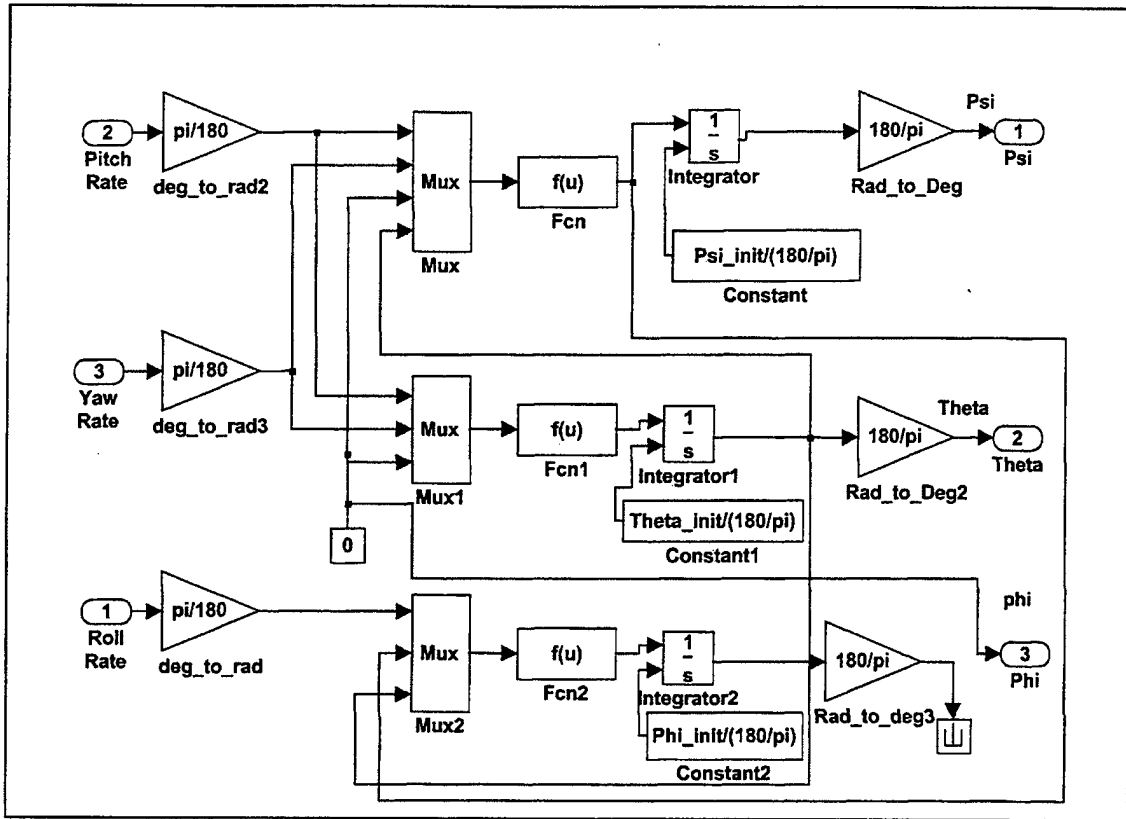 2
Pitch
Rate
pi/180
deg_to_rad2
Mux
Mux
f(u)
Fcn
1
s
Integrator
Psi_init/(180/pi)
Constant
180/pi
Rad_to_Deg
Psi
1
Psi
3
Yaw
Rate
pi/180
deg_to_rad3
Mux
Mux1
f(u)
Fcn1
1
s
Integrator1
Theta_init/(180/pi)
Constant1
180/pi
Rad_to_Deg2
Theta
2
Theta
0
1
Roll
Rate
pi/180
deg_to_rad
Mux
Mux2
f(u)
Fcn2
1
s
Integrator2
Phi_init/(180/pi)
Constant2
180/pi
Rad_to_deg3
phi
3
Phi